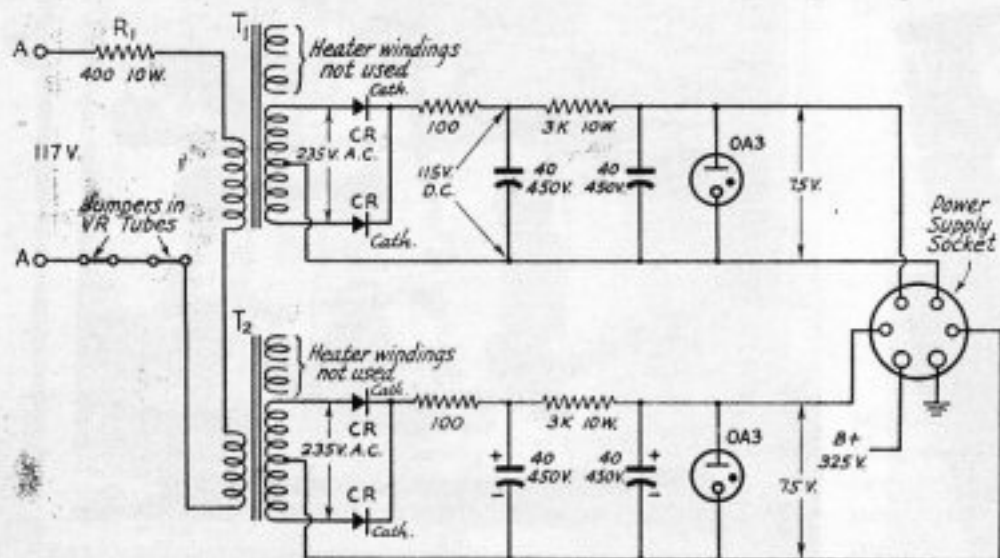 A
R1
400 10W.
T1
Heater windings
not used
Cath.
CR
235V. A.C.
CR
Cath.
100
3K 10W.
115V.
D.C.
40
450V.
40
450V.
OA3
75V.
117V.
Jumpers in
VR Tubes
A
Power
Supply
Socket
T2
Heater windings
not used
Cath.
CR
235V. A.C.
CR
Cath.
100
3K 10W.
+
40
450V.
-
40
450V.
+
-
OA3
75V.
B+
325V.